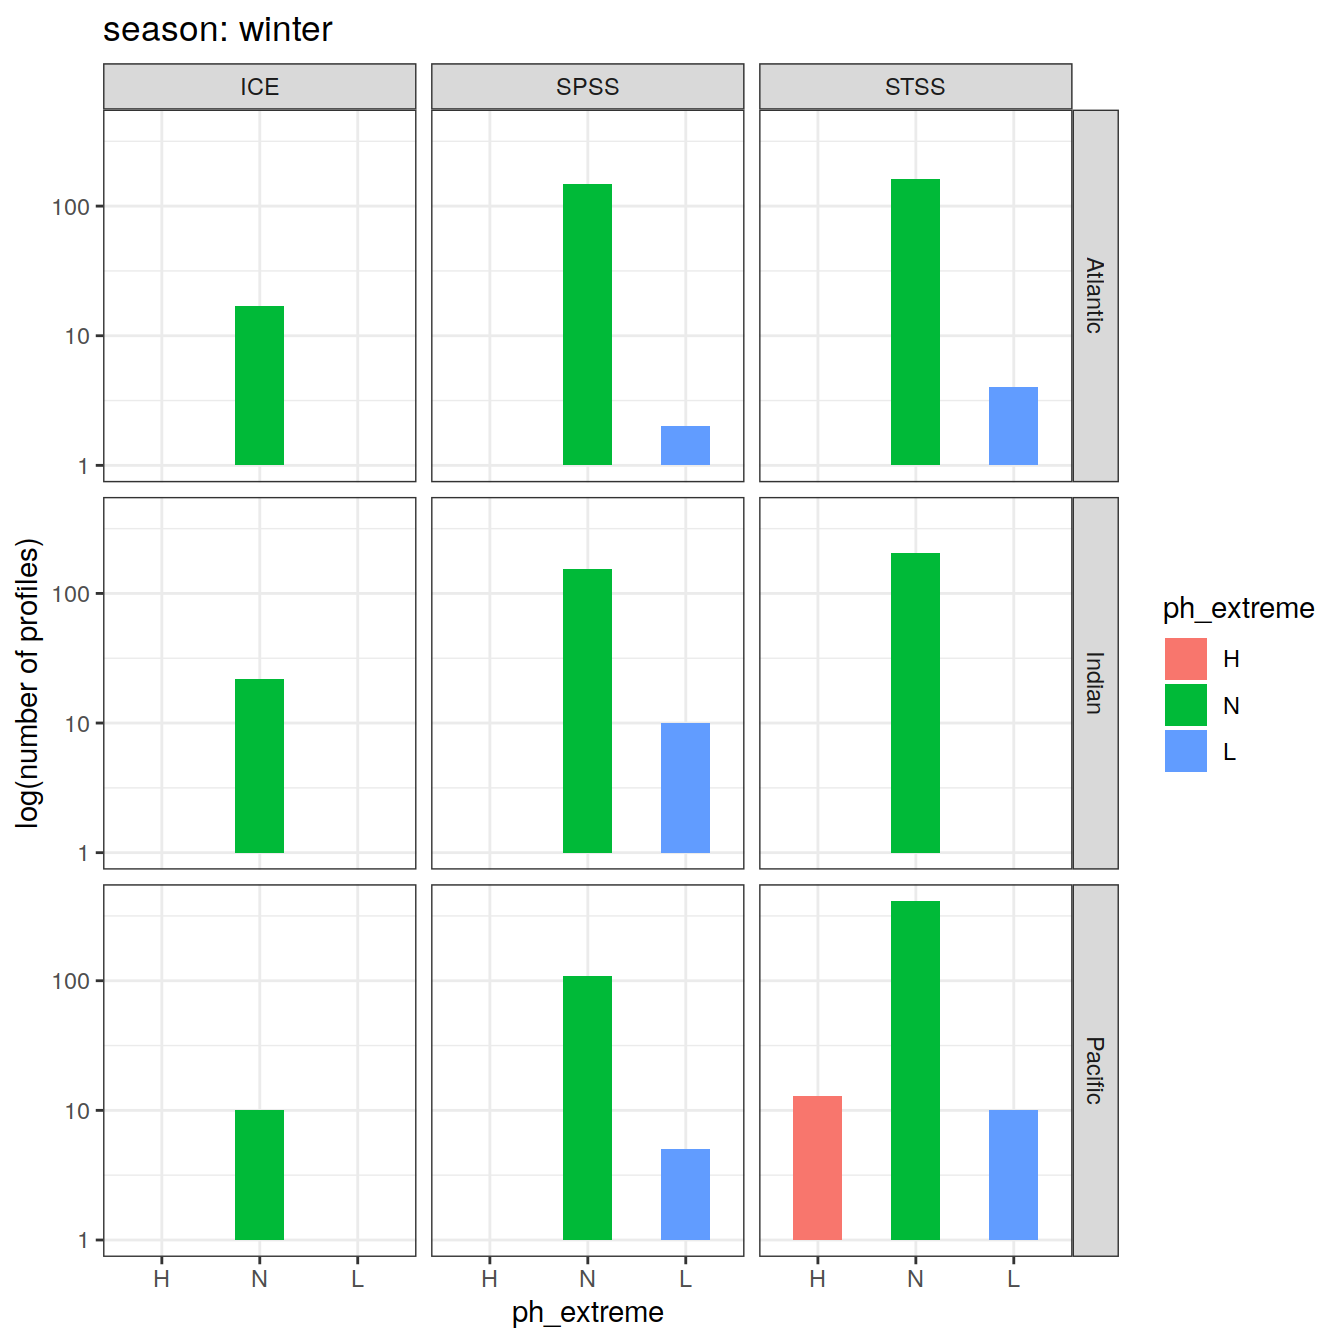 season: winter
ICE SPSS STSS
100
10
1
Atlantic
100
10
1
Indian
100
10
1
Pacific
log(number of profiles)
H N L H N L H N L
ph_extreme
ph_extreme
H
N
L